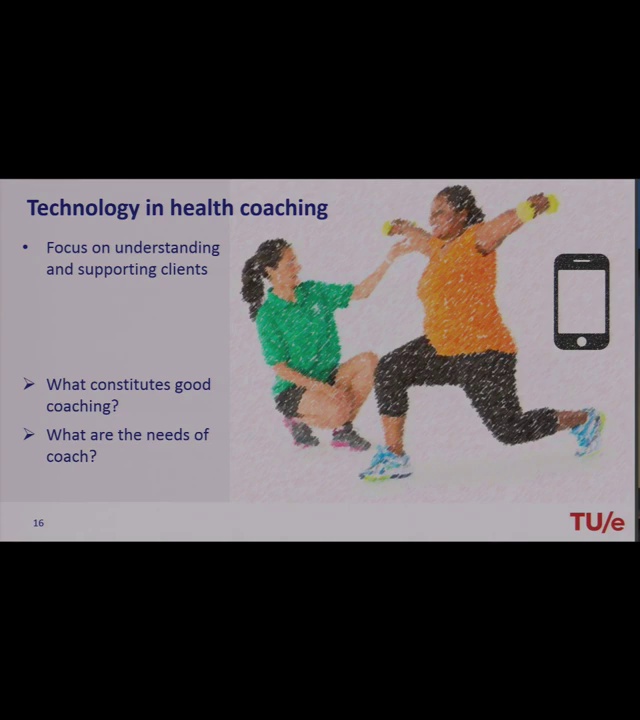 Technology in health coaching
• Focus on understanding
and supporting clients
➢ What constitutes good
coaching?
➢ What are the needs of
coach?
16
TU/e